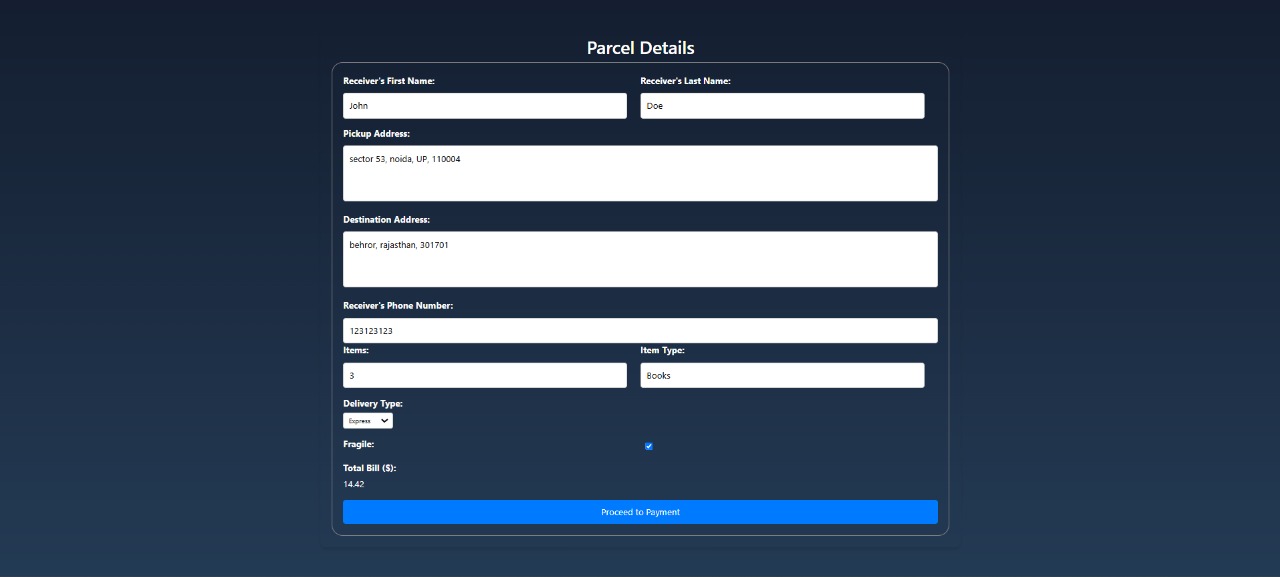 Parcel Details
Receiver's First Name: Receiver's Last Name:
John Doe
Pickup Address:
sector 53, noida, UP, 110004
Destination Address:
behror, rajasthan, 301701
Receiver's Phone Number:
123123123
Items: Item Type:
3 Books
Delivery Type:
Express
Fragile:
Total Bill ($):
14.42
Proceed to Payment